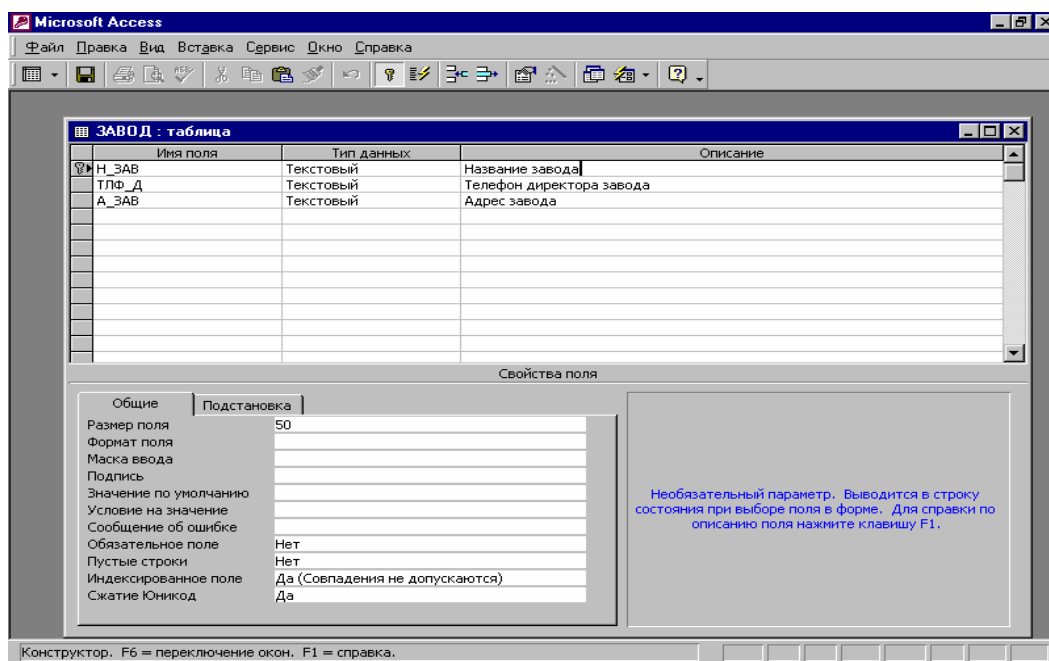 Microsoft Access
Файл Правка Вид Вставка Сервис Окно Справка
ЗАВОД : таблица
Имя поля Тип данных Описание
Н_ЗАВ Текстовый Название завода
ТЛФ_Д Текстовый Телефон директора завода
А_ЗАВ Текстовый Адрес завода
Свойства поля
Общие Подстановка
Размер поля 50
Формат поля
Маска ввода
Подпись
Значение по умолчанию
Условие на значение
Сообщение об ошибке
Обязательное поле Нет
Пустые строки Нет
Индексированное поле Да (Совпадения не допускаются)
Сжатие Юникод Да
Необязательный параметр. Выводится в строку
состояния при выборе поля в форме. Для справки по
описанию поля нажмите клавишу F1.
Конструктор. F6 = переключение окон. F1 = справка.